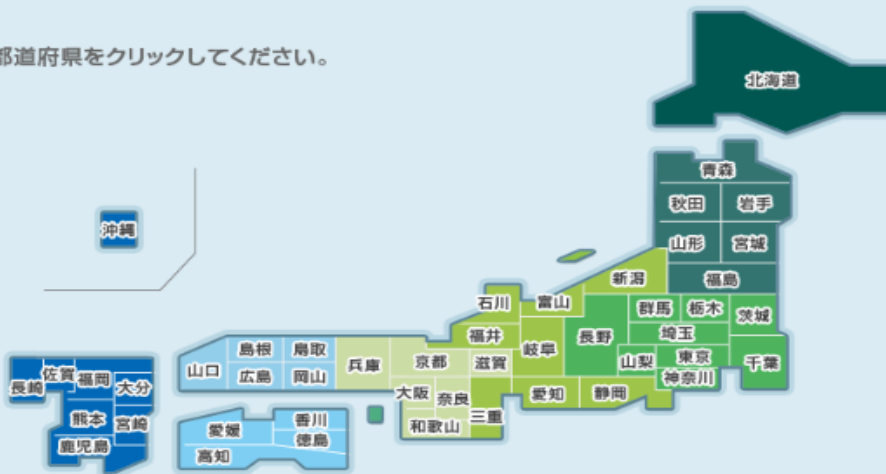 都道府県をクリックしてください。
北海道
青森
秋田
岩手
山形
宮城
福島
沖縄
新潟
石川
富山
福井
岐阜
長野
群馬
栃木
茨城
埼玉
山梨
東京
千葉
神奈川
島根
鳥取
兵庫
京都
滋賀
山口
広島
岡山
大阪
奈良
愛知
静岡
三重
和歌山
香川
愛媛
徳島
高知
長崎
佐賀
福岡
大分
熊本
宮崎
鹿児島